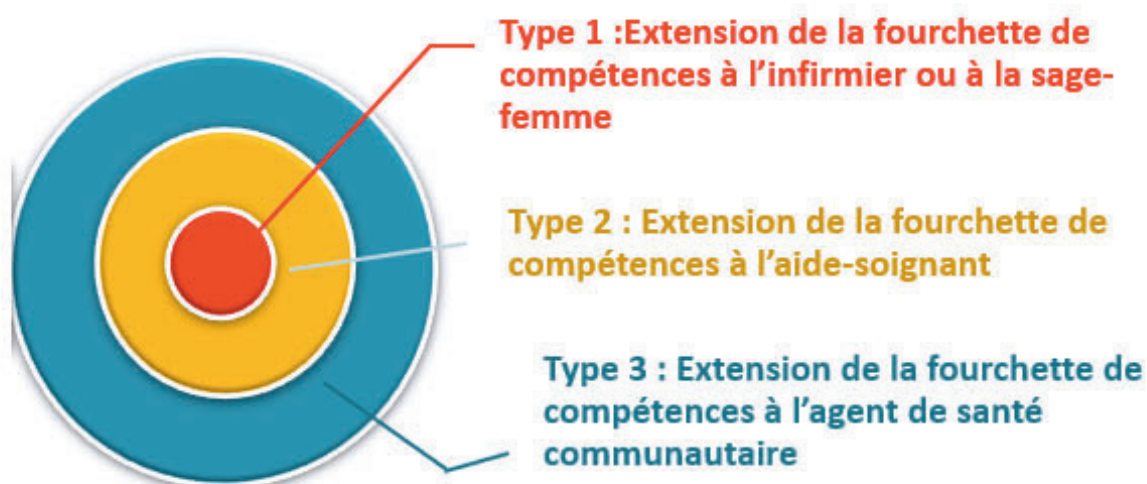 Type 1 :Extension de la fourchette de
compétences à l’infirmier ou à la sage-
femme
Type 2 : Extension de la fourchette de
compétences à l’aide-soignant
Type 3 : Extension de la fourchette de
compétences à l’agent de santé
communautaire